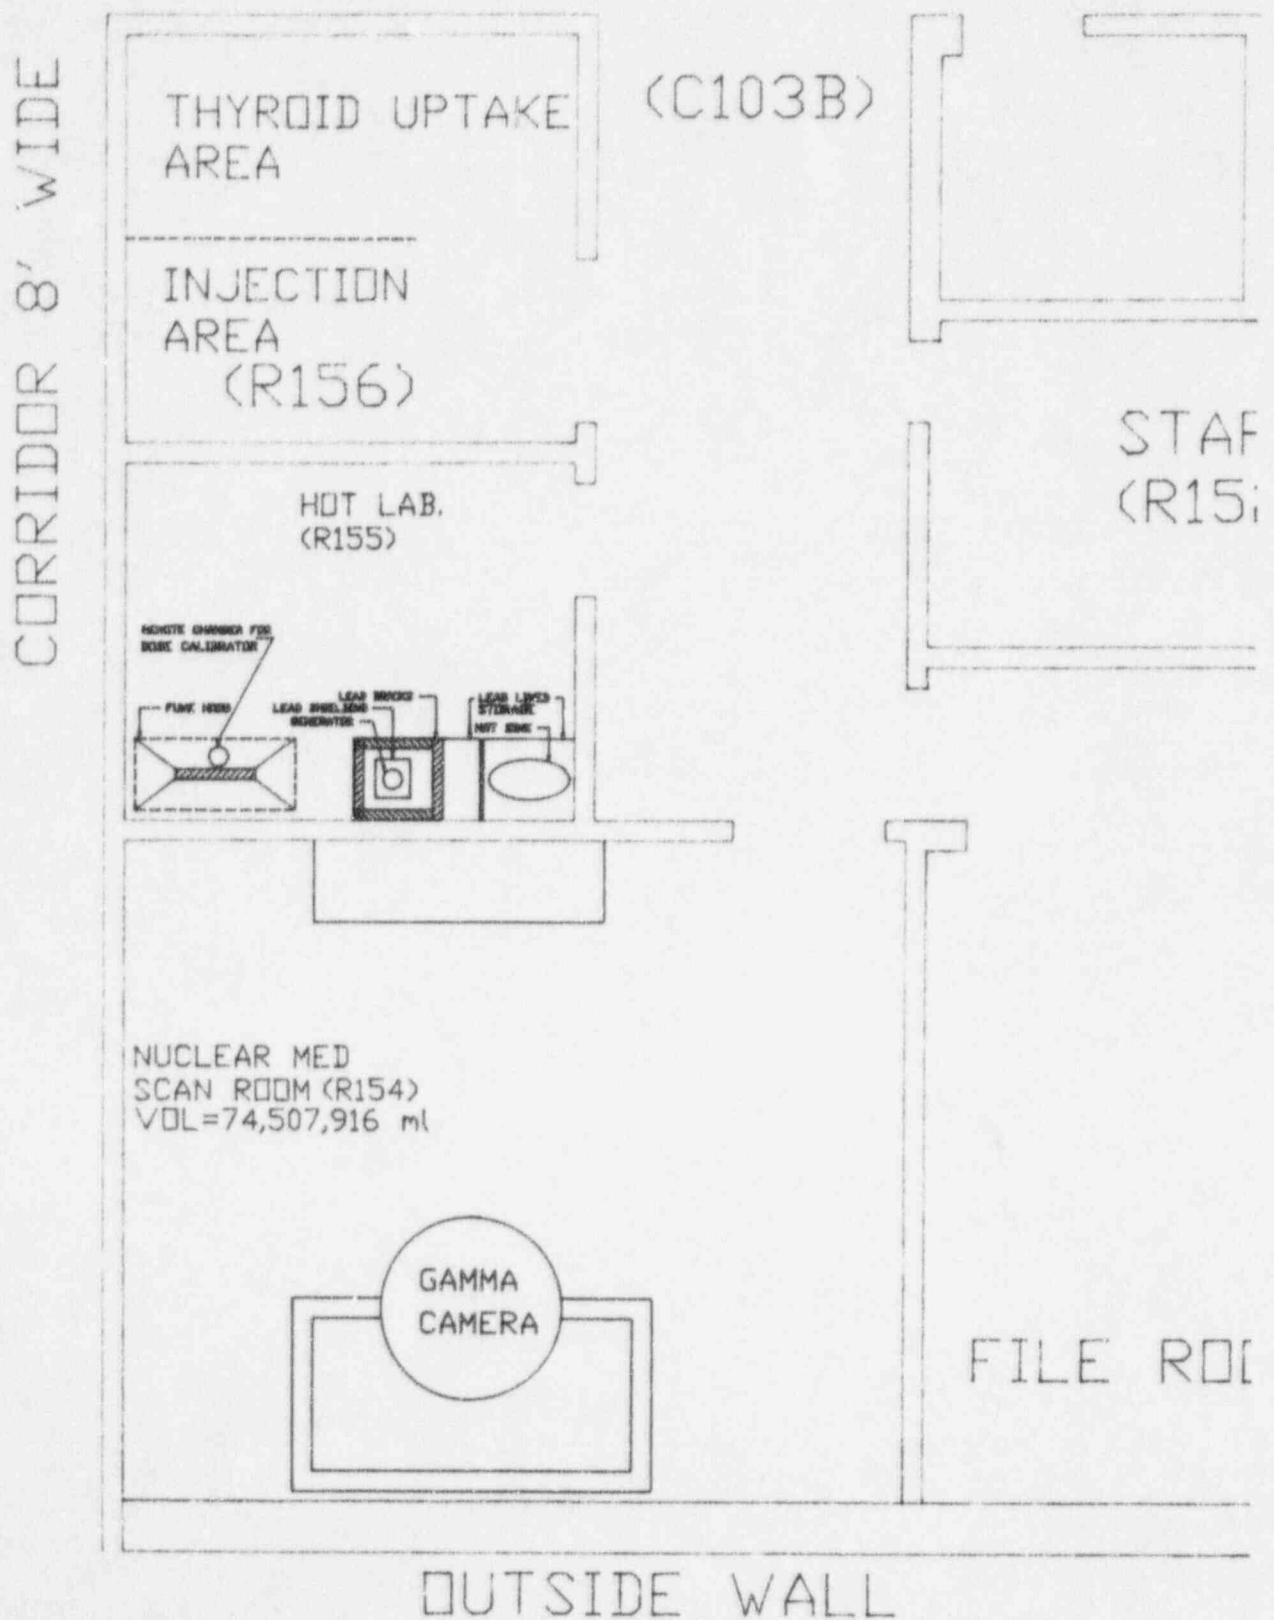 CORRIDOR 8' WIDE
THYROID UPTAKE
AREA
(C103B)
INJECTION
AREA
(R156)
STAF
(R15
HOT LAB.
(R155)
REMOTE CHAMBER FOR
DOSE CALIBRATOR
FUME HOOD
LEAD BRICKS
LEAD SHIELDING
GENERATOR
LEAD LINED
STORAGE
HOT SINK
NUCLEAR MED
SCAN ROOM (R154)
VOL=74,507,916 ml
GAMMA
CAMERA
FILE ROO
OUTSIDE WALL